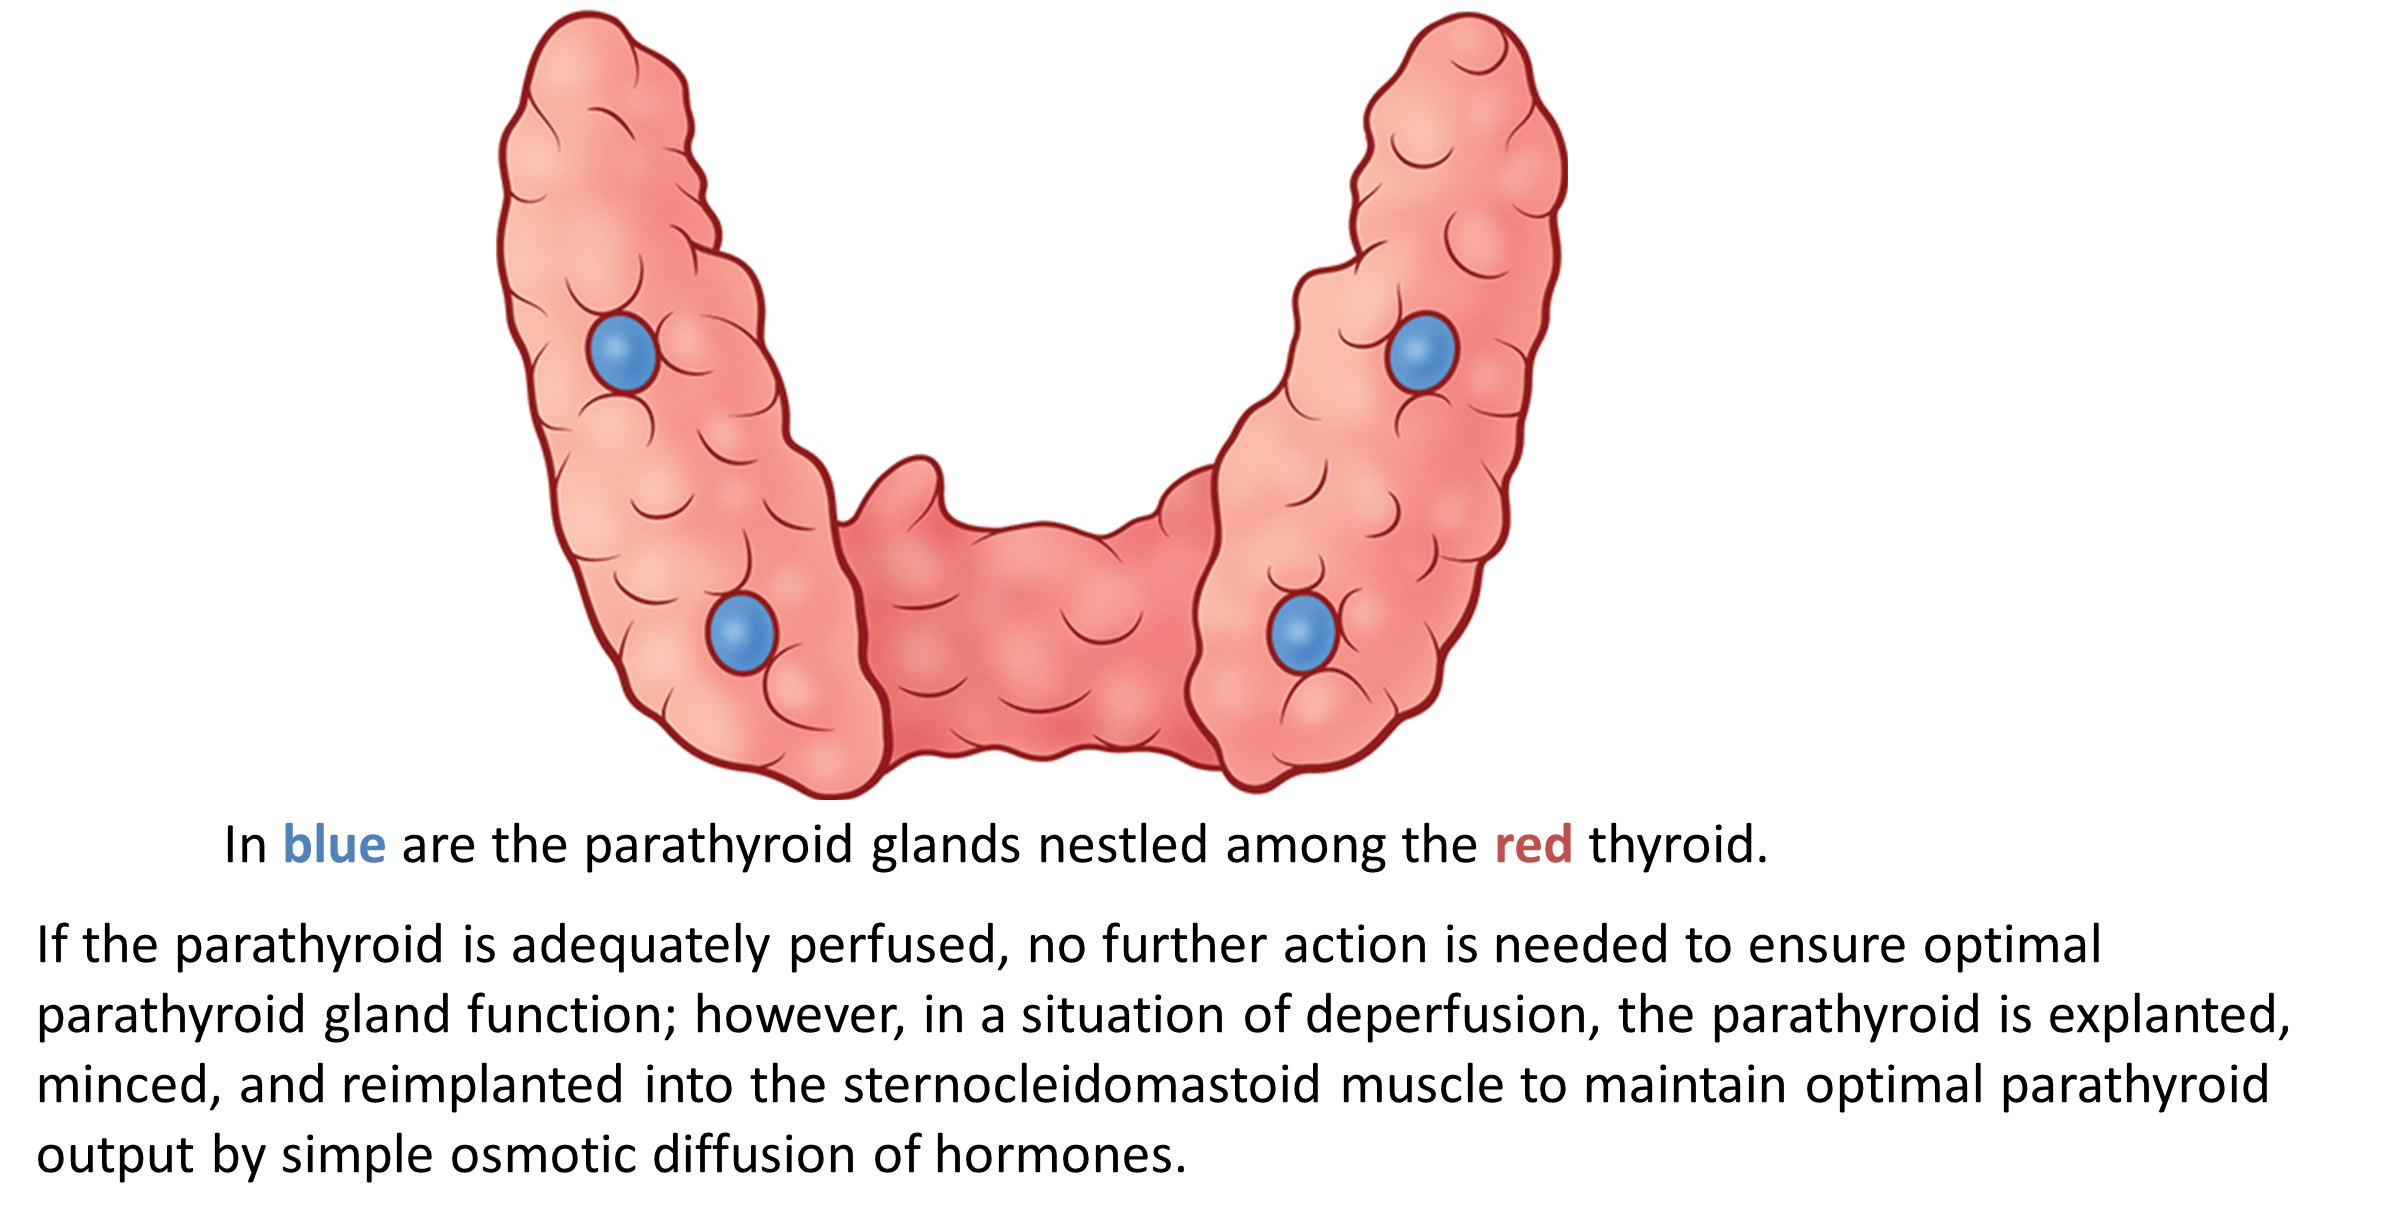 In blue are the parathyroid glands nestled among the red thyroid.
If the parathyroid is adequately perfused, no further action is needed to ensure optimal
parathyroid gland function; however, in a situation of deperfusion, the parathyroid is explanted,
minced, and reimplanted into the sternocleidomastoid muscle to maintain optimal parathyroid
output by simple osmotic diffusion of hormones.